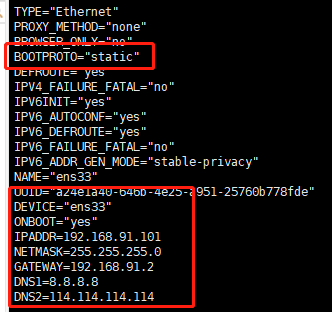 TYPE="Ethernet"
PROXY_METHOD="none"
BROWSER_ONLY="no"
BOOTPROTO="static"
DEFROUTE="yes"
IPV4_FAILURE_FATAL="no"
IPV6INIT="yes"
IPV6_AUTOCONF="yes"
IPV6_DEFROUTE="yes"
IPV6_FAILURE_FATAL="no"
IPV6_ADDR_GEN_MODE="stable-privacy"
NAME="ens33"
UUID="a24e1a40-646b-4e25-a951-25760b778fde"
DEVICE="ens33"
ONBOOT="yes"
IPADDR=192.168.91.101
NETMASK=255.255.255.0
GATEWAY=192.168.91.2
DNS1=8.8.8.8
DNS2=114.114.114.114